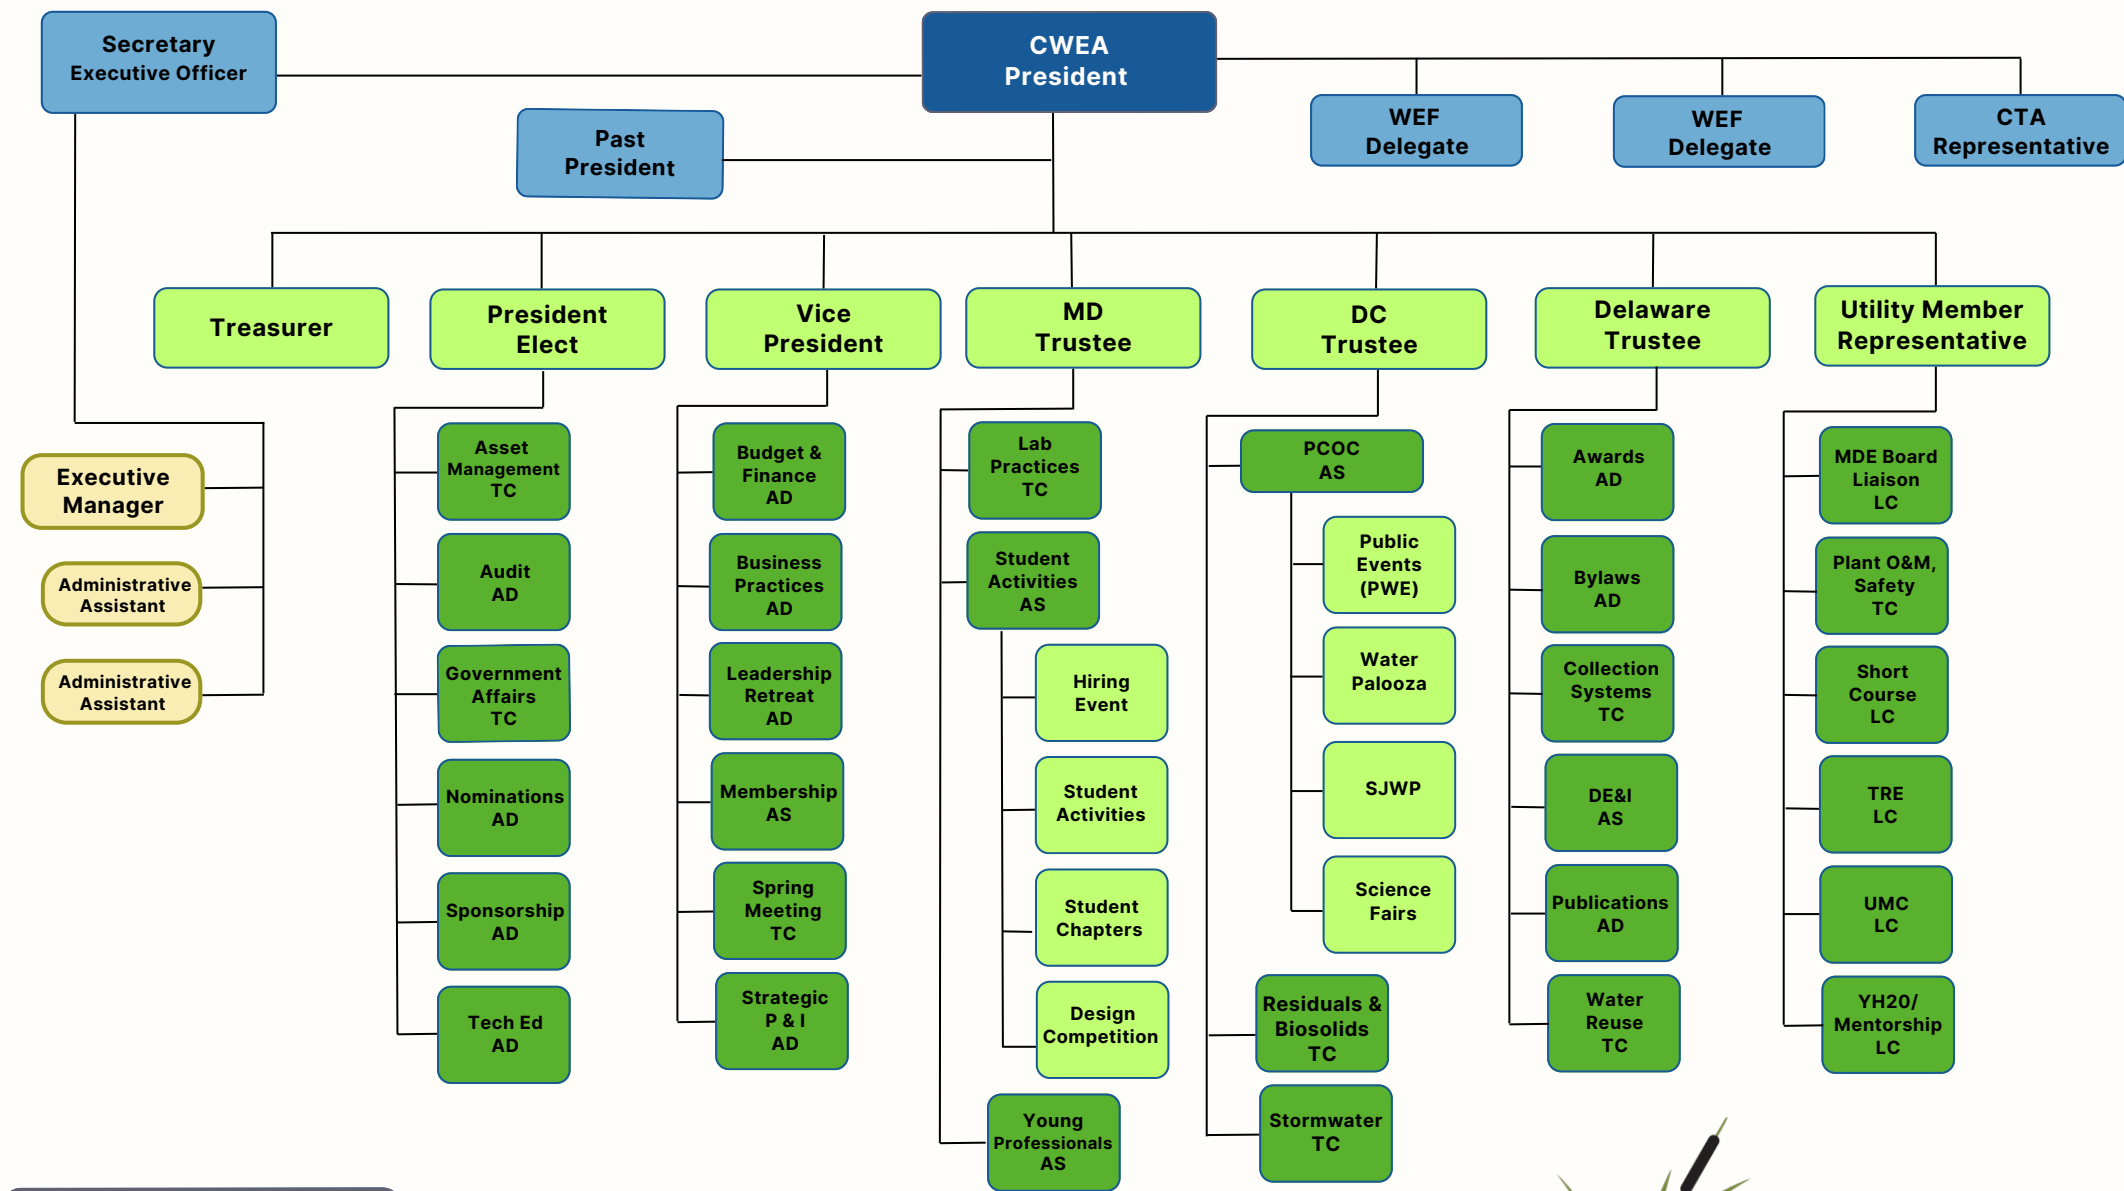 Secretary
Executive Officer
CWEA
President
Past
President
WEF
Delegate
WEF
Delegate
CTA
Representative
Treasurer
President
Elect
Vice
President
MD
Trustee
DC
Trustee
Delaware
Trustee
Utility Member
Representative
Executive
Manager
Administrative
Assistant
Administrative
Assistant
Asset
Management
TC
Audit
AD
Government
Affairs
TC
Nominations
AD
Sponsorship
AD
Tech Ed
AD
Budget &
Finance
AD
Business
Practices
AD
Leadership
Retreat
AD
Membership
AS
Spring
Meeting
TC
Strategic
P & I
AD
Lab
Practices
TC
Student
Activities
AS
Hiring
Event
Student
Activities
Student
Chapters
Design
Competition
Young
Professionals
AS
PCOC
AS
Public
Events
(PWE)
Water
Palooza
SJWP
Science
Fairs
Residuals &
Biosolids
TC
Stormwater
TC
Awards
AD
Bylaws
AD
Collection
Systems
TC
DE&I
AS
Publications
AD
Water
Reuse
TC
MDE Board
Liaison
LC
Plant O&M,
Safety
TC
Short
Course
LC
TRE
LC
UMC
LC
YH20/
Mentorship
LC